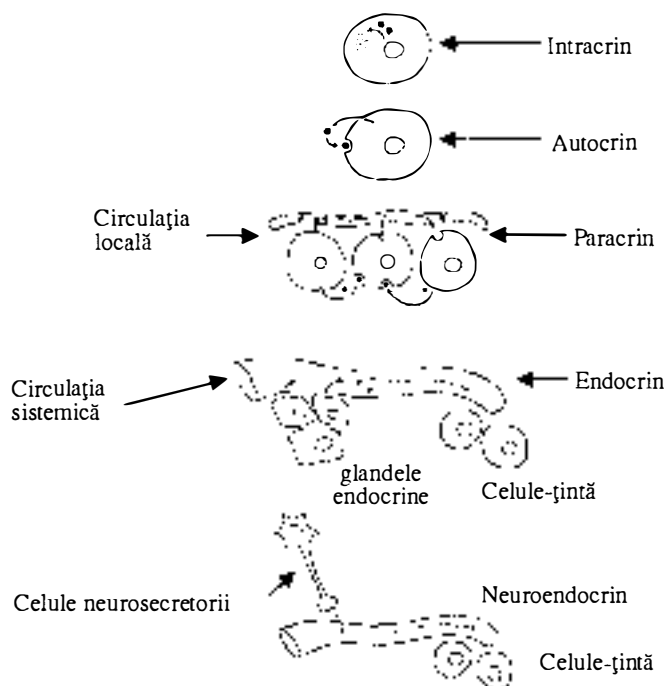 Intracrin
Autocrin
Circulaţia
locală
Paracrin
Endocrin
Circulaţia
sistemică
glandele
endocrine
Celule-ţintă
Celule neurosecretorii
Neuroendocrin
Celule-ţintă